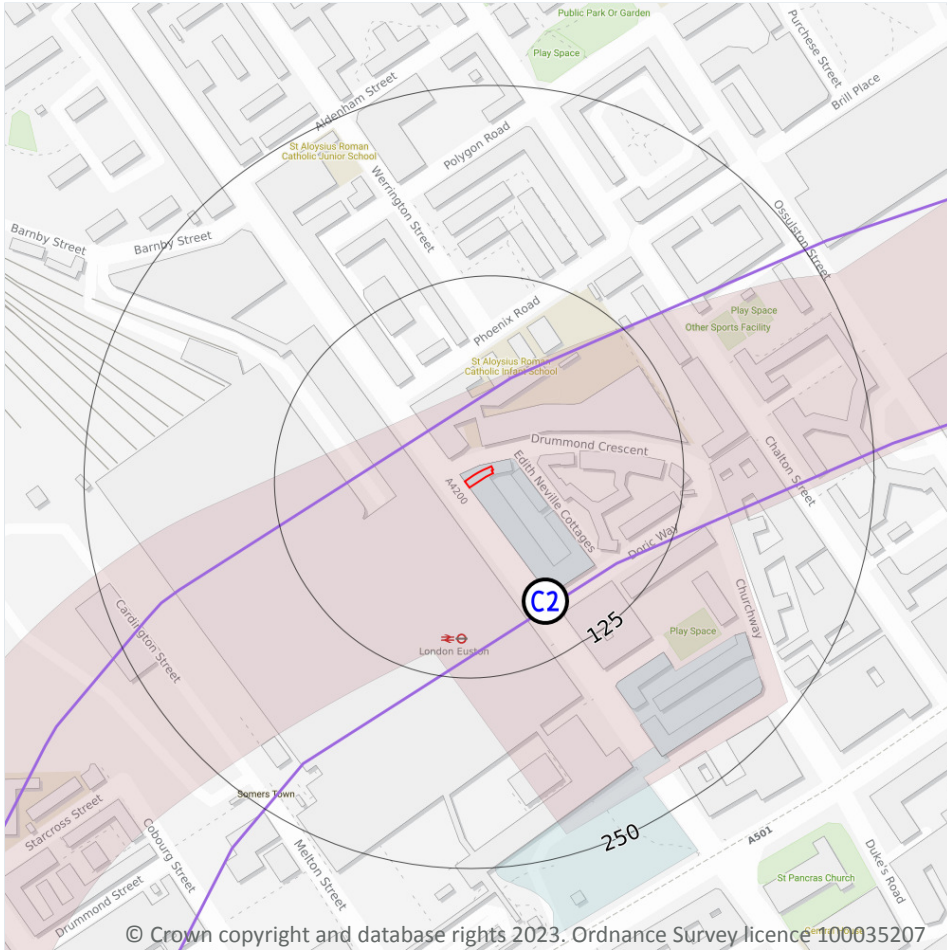 Public Park Or Garden
Play Space
Purchese Street
Brill Place
Aldenham Street
Polygon Road
St Aloysius Roman
Catholic Junior School
Werrington Street
Barnby Street
Barnby Street
Ossulston Street
Phoenix Road
Play Space
Other Sports Facility
St Aloysius Roman
Catholic Infant School
Drummond Crescent
Chalton Street
Edith Neville Cottages
A4200
Doric Way
C2
Churchway
125
Cardington Street
London Euston
Play Space
Somers Town
Starcross Street
Cobourg Street
Melton Street
250
A501
Drummond Street
St Pancras Church
Duke's Road
© Crown copyright and database rights 2023. Ordnance Survey licence 100035207